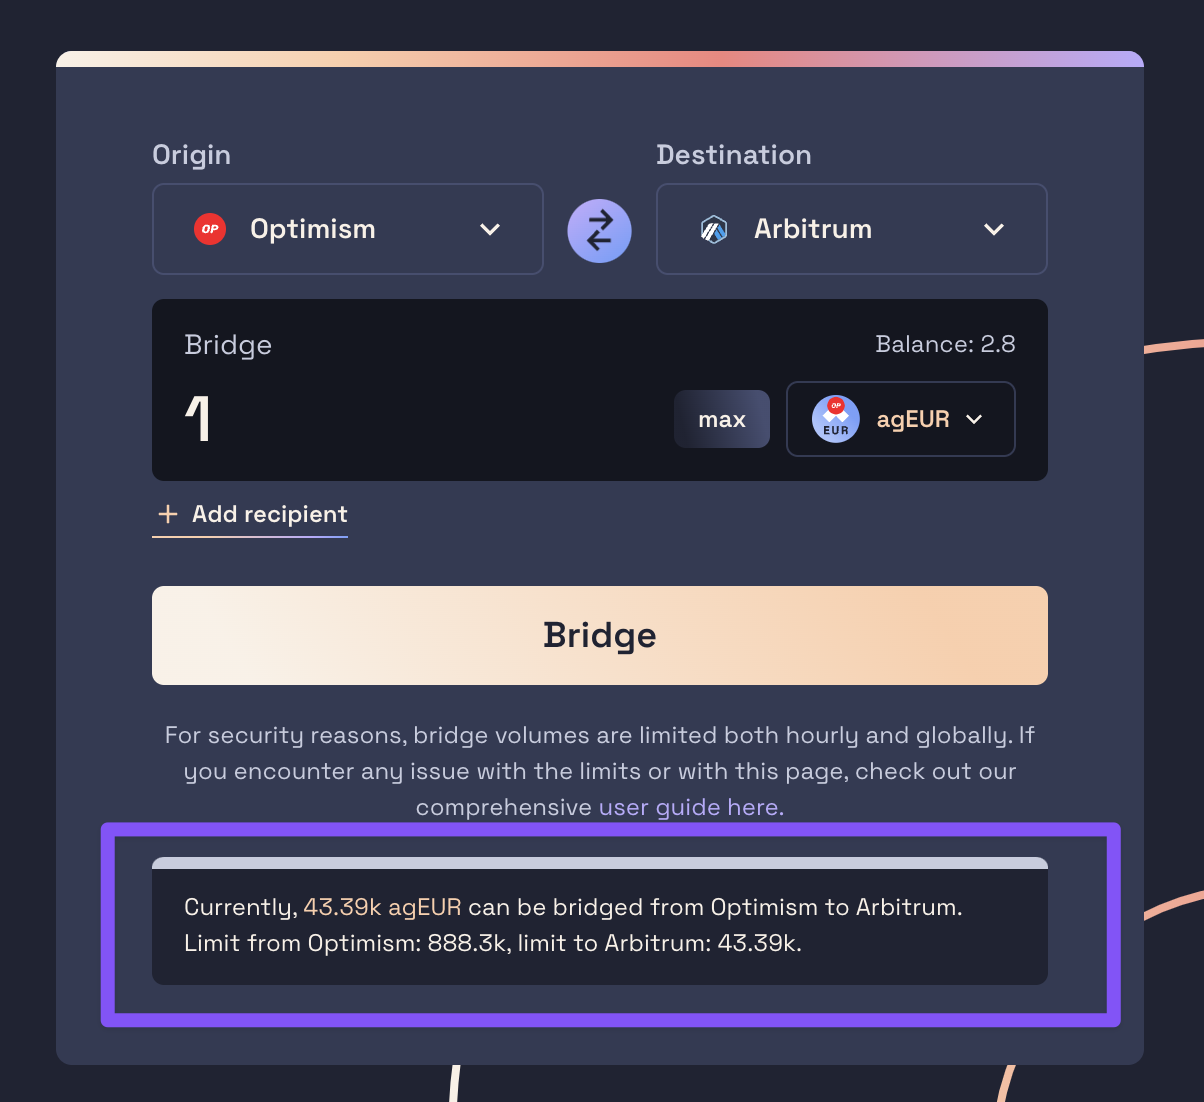 Origin
Destination
OP Optimism
Arbitrum
Bridge
Balance: 2.8
1
max
OP
EUR
agEUR
+ Add recipient
Bridge
For security reasons, bridge volumes are limited both hourly and globally. If
you encounter any issue with the limits or with this page, check out our
comprehensive user guide here.
Currently, 43.39k agEUR can be bridged from Optimism to Arbitrum.
Limit from Optimism: 888.3k, limit to Arbitrum: 43.39k.